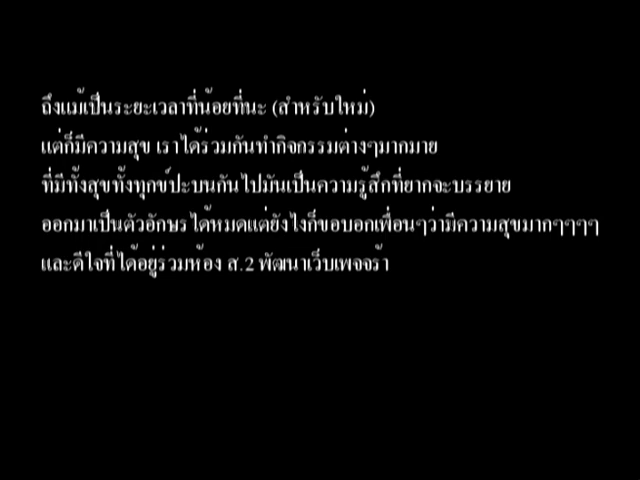 ถึงแม้เป็นระยะเวลาที่น้อยที่นะ (สำหรับใหม่)
แต่ก็มีความสุข เราได้ร่วมกันทำกิจกรรมต่างๆมากมาย
ที่มีทั้งสุขทั้งทุกข์ปะบนกันไปมันเป็นความรู้สึกที่ยากจะบรรยาย
ออกมาเป็นตัวอักษรได้หมดแต่ยังไงก็ขอบอกเพื่อนๆว่ามีความสุขมากๆๆๆๆ
และดีใจที่ได้อยู่ร่วมห้อง ส.2 พัฒนาเว็บเพจจร้า